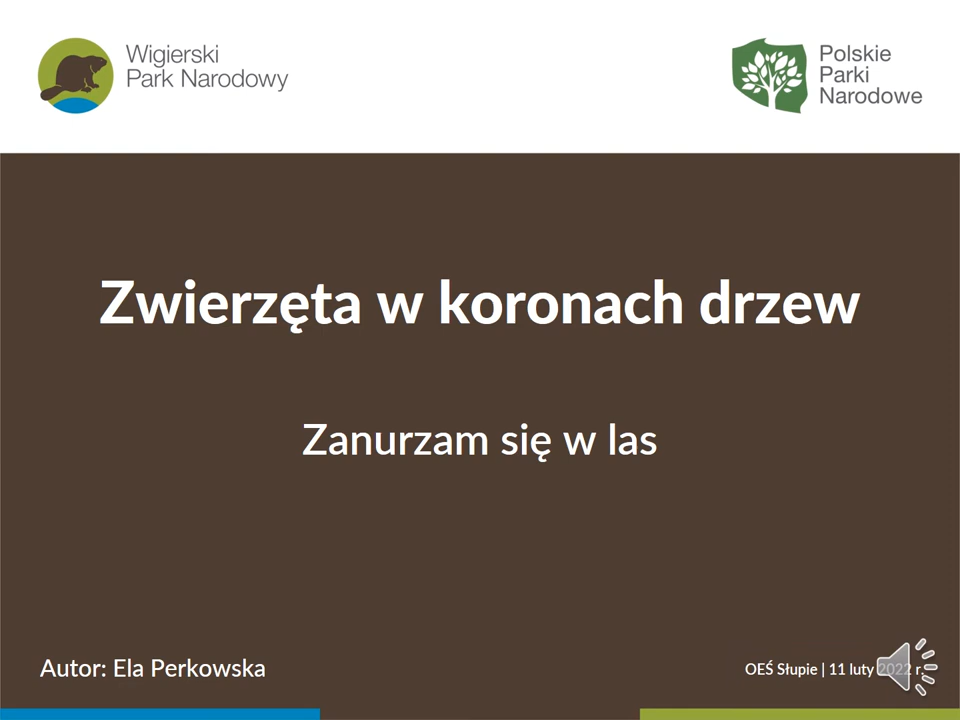 Wigierski
Park Narodowy
Polskie
Parki
Narodowe
Zwierzęta w koronach drzew
Zanurzam się w las
Autor: Ela Perkowska
OEŚ Słupie | 11 luty 2022 r.